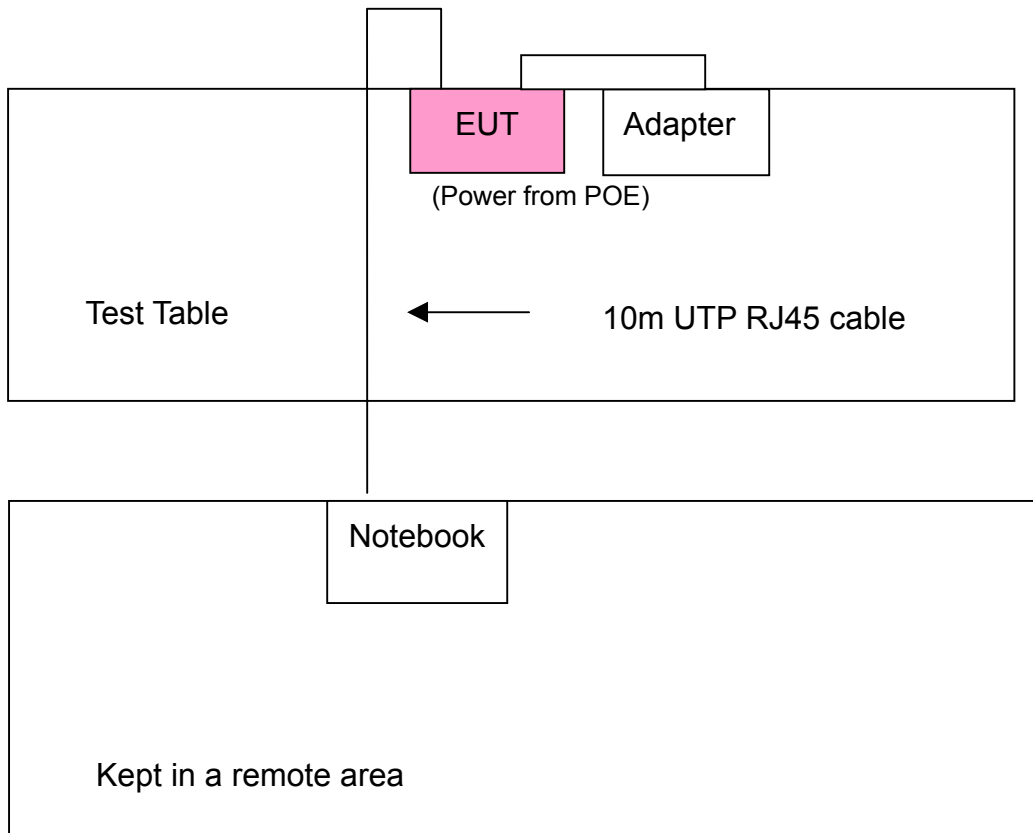 EUT
Adapter
(Power from POE)
Test Table
10m UTP RJ45 cable
Notebook
Kept in a remote area